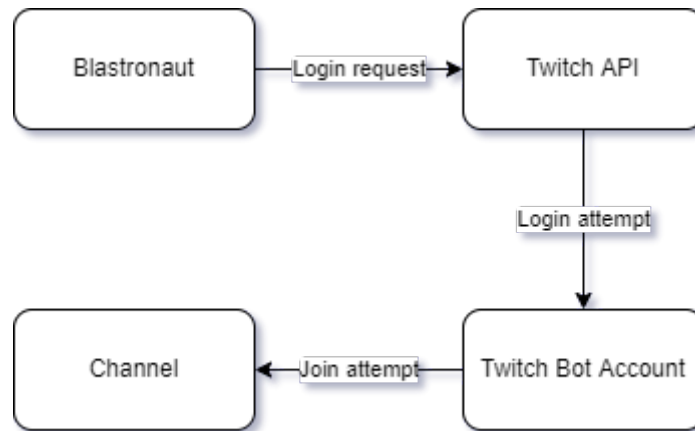 Blastronaut
Login request
Twitch API
Login attempt
Channel
Join attempt
Twitch Bot Account